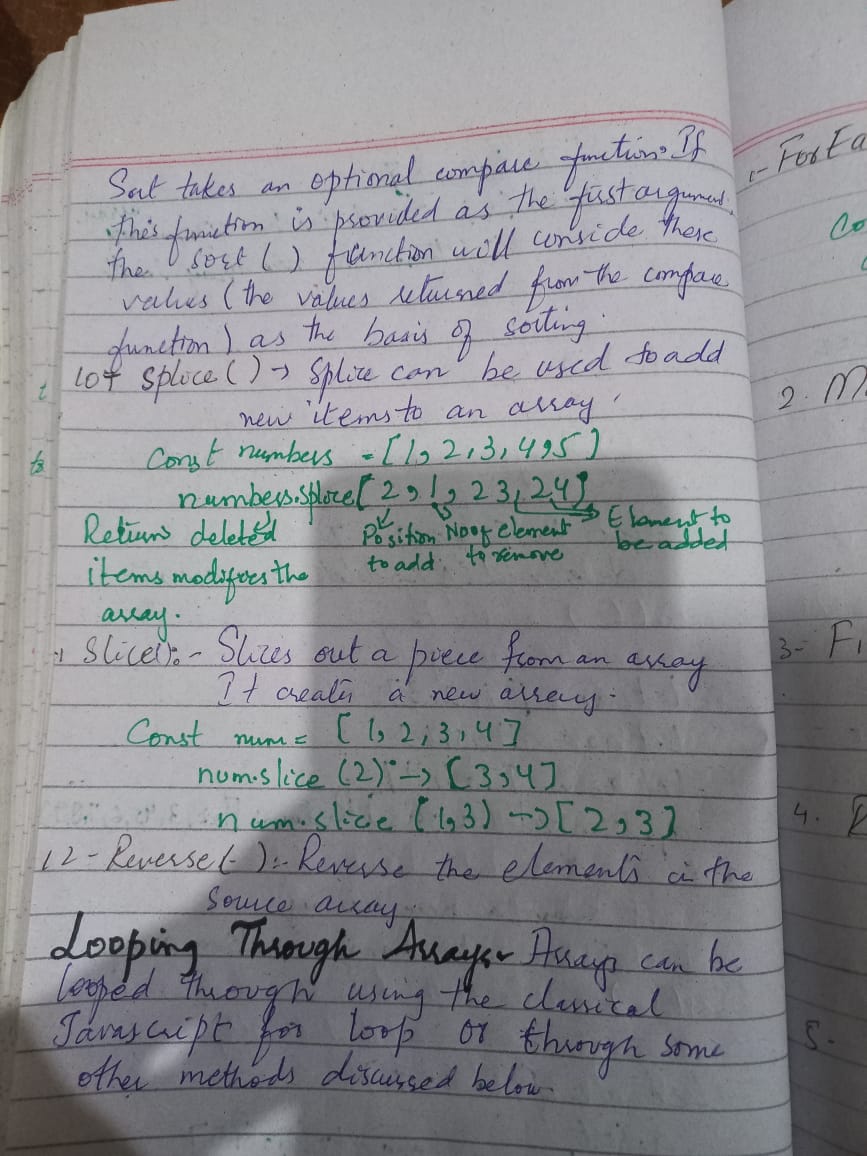 Sort takes an optional compare function. If
this function is provided as the first argument,
the sort ( ) function will conside these
values (the values returned from the compare
function) as the basis of sorting.
10+ splice ( ) → Splice can be used to add
new items to an array.
Const numbers = [1, 2, 3, 4, 5]
numbers.splice[ 2, 1, 23, 24]
Returns deleted
items modifies the
array.
Position to add
No of element to remove
Element to be added
Slice():- Slices out a piece from an array
It creates a new array.
Const num = [ 1, 2, 3, 4 ]
num.slice (2) → [3, 4]
num.slice (1, 3) → [2, 3]
12- Reverse( ):- Reverse the elements in the
source array.
Looping Through Arrays- Arrays can be
looped through using the classical
Javascript for loop or through some
other methods discussed below.
1- For Ea
Co
2. M
3- Fi
4.
5-